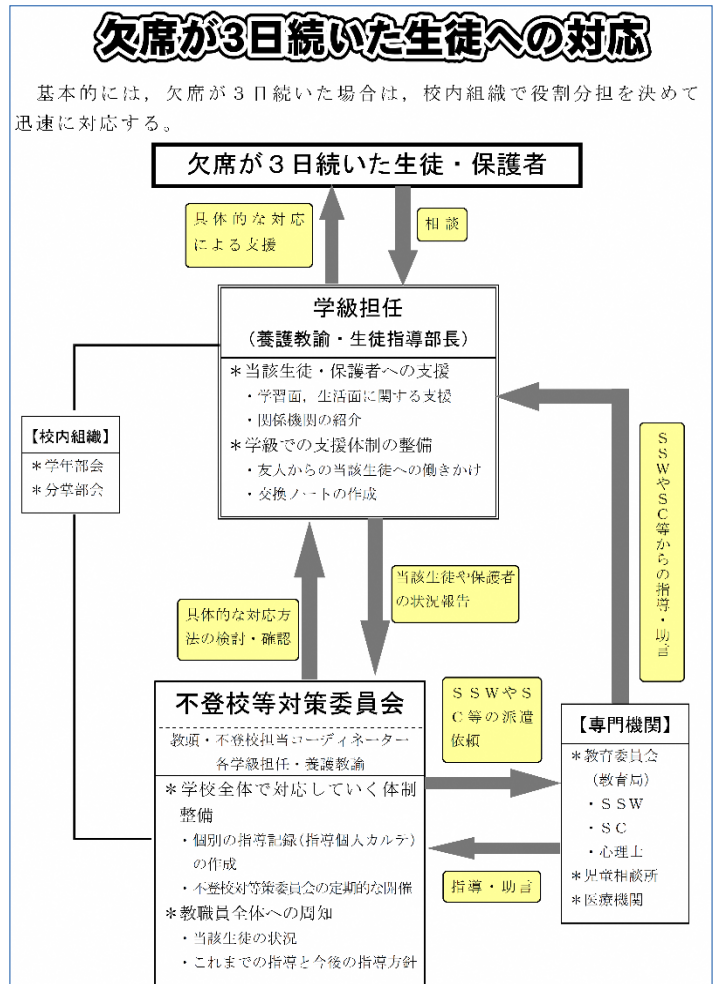 欠席が3日続いた生徒への対応
基本的には，欠席が３日続いた場合は，校内組織で役割分担を決めて
迅速に対応する。
欠席が３日続いた生徒・保護者
具体的な対応
による支援
相談
学級担任
（養護教諭・生徒指導部長）
＊当該生徒・保護者への支援
・学習面，生活面に関する支援
・関係機関の紹介
＊学級での支援体制の整備
・友人からの当該生徒への働きかけ
・交換ノートの作成
【校内組織】
＊学年部会
＊分掌部会
ＳＳＷやＳＣ等からの指導・助言
具体的な対応方
法の検討・確認
当該生徒や保護者
の状況報告
不登校等対策委員会
教頭・不登校担当コーディネーター
各学級担任・養護教諭
＊学校全体で対応していく体制
整備
・個別の指導記録（指導個人カルテ）
の作成
・不登校対等策委員会の定期的な開催
＊教職員全体への周知
・当該生徒の状況
・これまでの指導と今後の指導方針
ＳＳＷやＳ
Ｃ等の派遣
依頼
指導・助言
【専門機関】
＊教育委員会
（教育局）
・ＳＳＷ
・ＳＣ
・心理士
＊児童相談所
＊医療機関